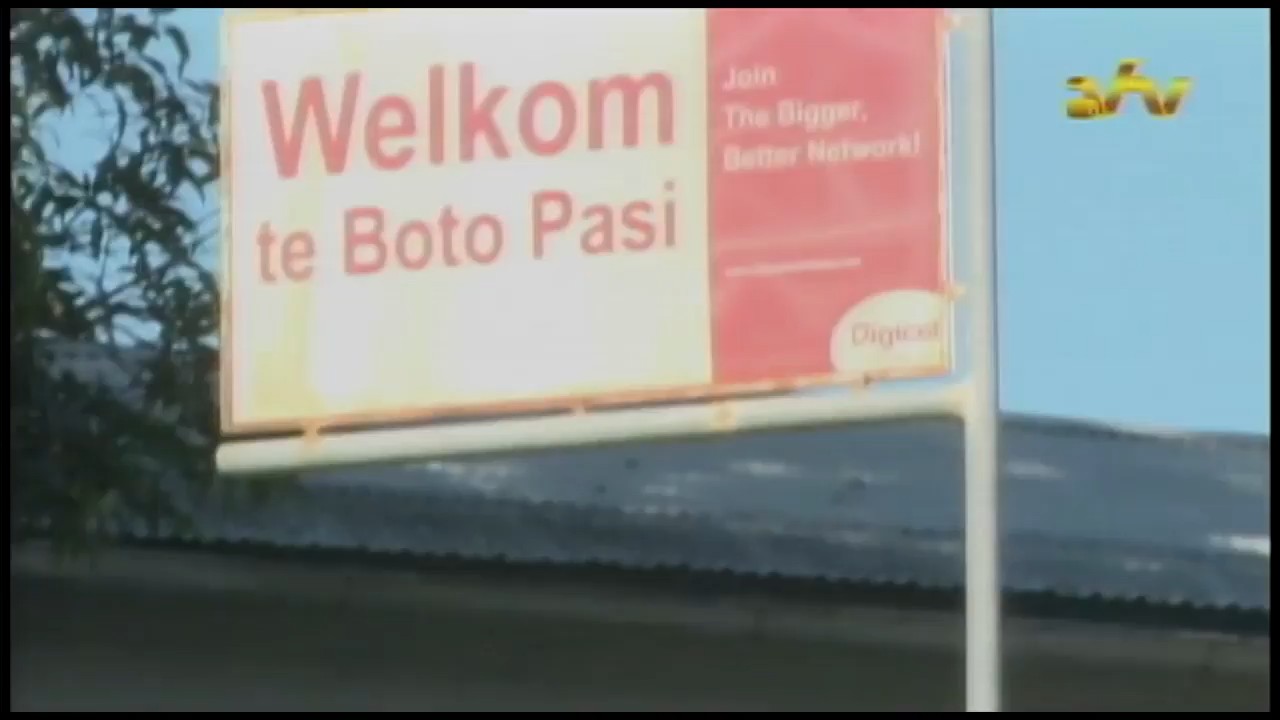 Welkom
te Boto Pasi
Join
The Bigger,
Better Network!
Digicel